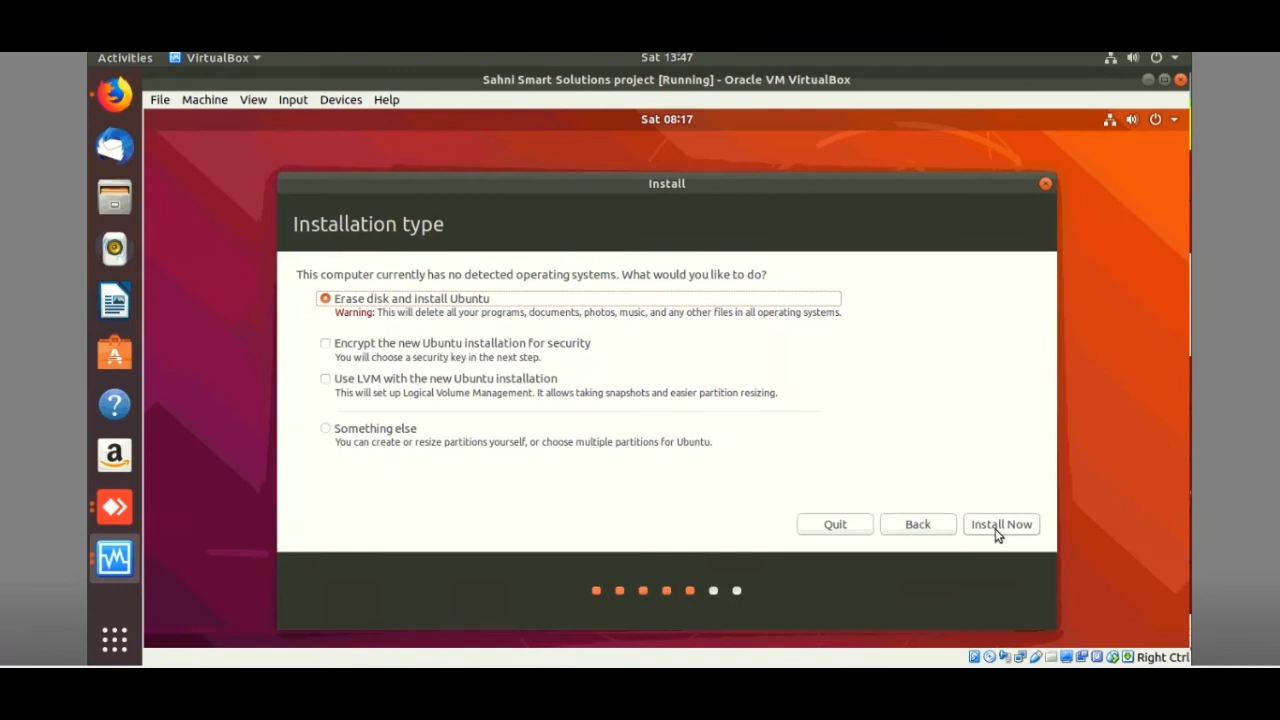 Activities VirtualBox Sat 13:47
Sahni Smart Solutions project [Running] - Oracle VM VirtualBox
File Machine View Input Devices Help
Sat 08:17
Install
Installation type
This computer currently has no detected operating systems. What would you like to do?
Erase disk and install Ubuntu
Warning: This will delete all your programs, documents, photos, music, and any other files in all operating systems.
Encrypt the new Ubuntu installation for security
You will choose a security key in the next step.
Use LVM with the new Ubuntu installation
This will set up Logical Volume Management. It allows taking snapshots and easier partition resizing.
Something else
You can create or resize partitions yourself, or choose multiple partitions for Ubuntu.
Quit Back Install Now
Right Ctrl